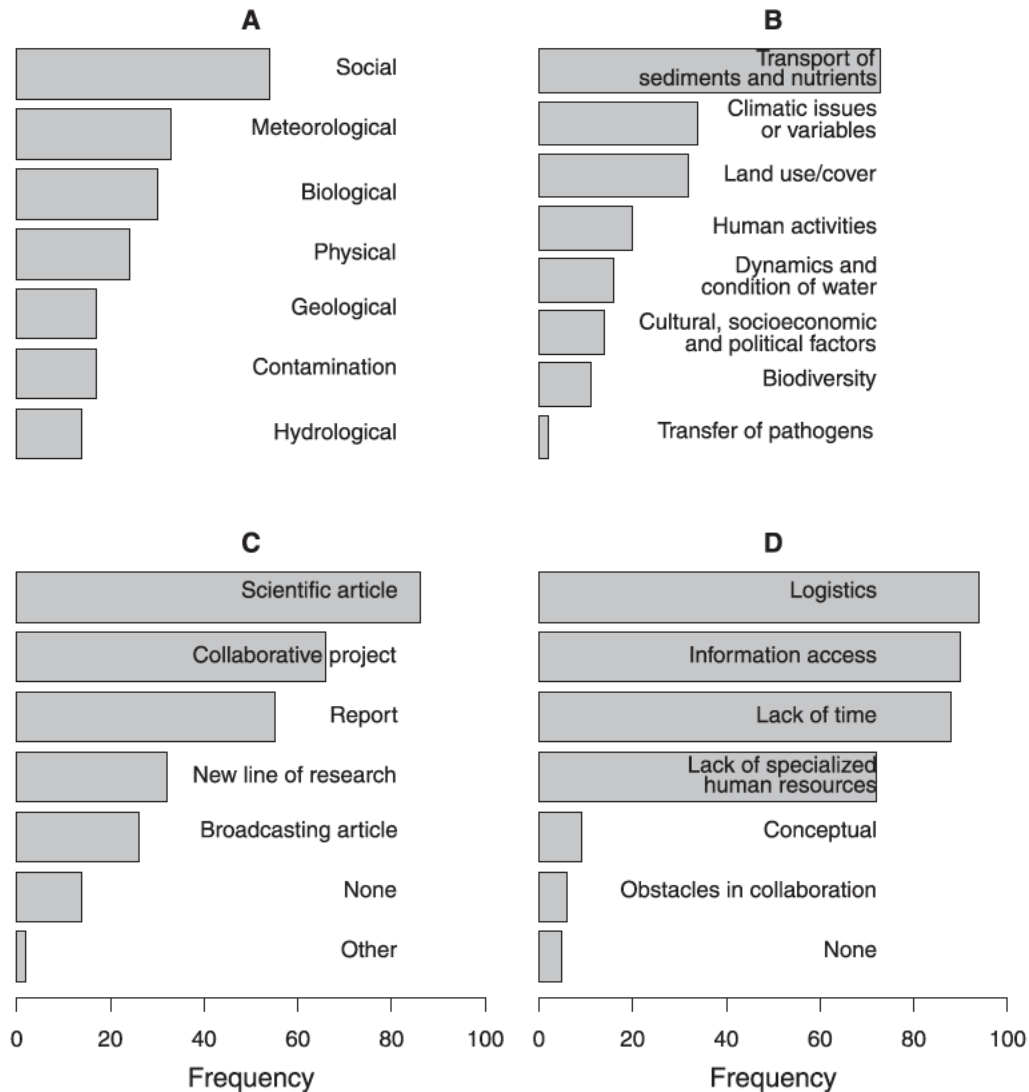 A
Social
Meteorological
Biological
Physical
Geological
Contamination
Hydrological
B
Transport of
sediments and nutrients
Climatic issues
or variables
Land use/cover
Human activities
Dynamics and
condition of water
Cultural, socioeconomic
and political factors
Biodiversity
Transfer of pathogens
C
Scientific article
Collaborative project
Report
New line of research
Broadcasting article
None
Other
0 20 40 60 80 100
Frequency
D
Logistics
Information access
Lack of time
Lack of specialized
human resources
Conceptual
Obstacles in collaboration
None
0 20 40 60 80 100
Frequency